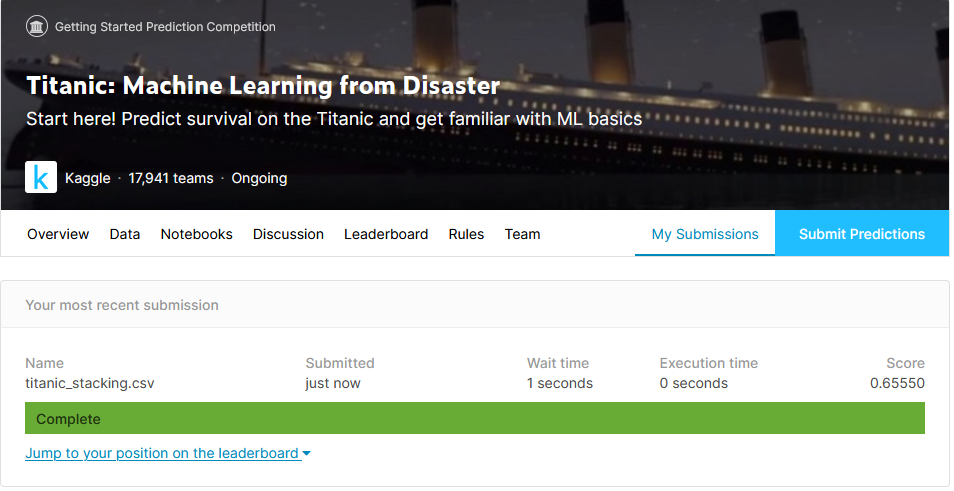 Getting Started Prediction Competition
Titanic: Machine Learning from Disaster
Start here! Predict survival on the Titanic and get familiar with ML basics
k Kaggle · 17,941 teams · Ongoing
Overview Data Notebooks Discussion Leaderboard Rules Team My Submissions Submit Predictions
Your most recent submission
Name Submitted Wait time Execution time Score
titanic_stacking.csv just now 1 seconds 0 seconds 0.65550
Complete
Jump to your position on the leaderboard